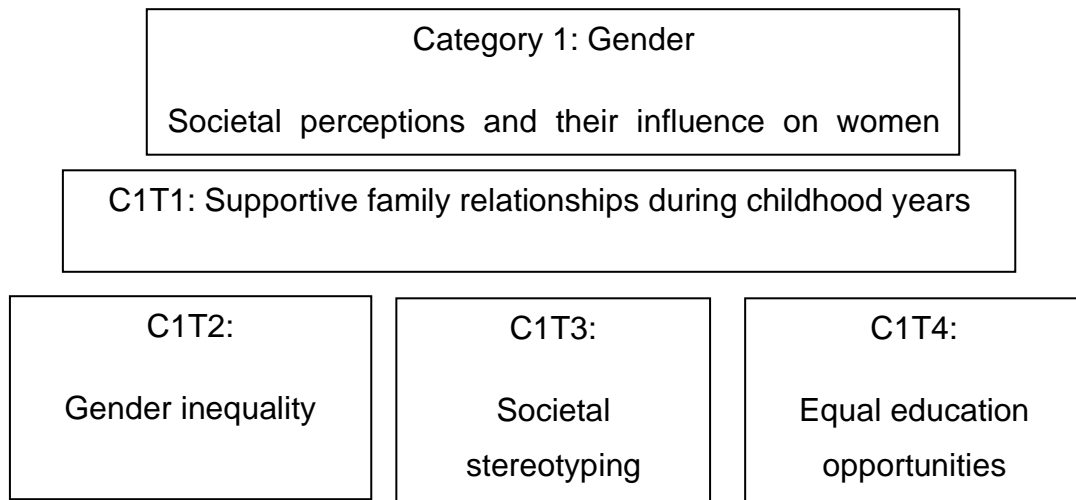 Category 1: Gender
Societal perceptions and their influence on women
C1T1: Supportive family relationships during childhood years
C1T2:
Gender inequality
C1T3:
Societal
stereotyping
C1T4:
Equal education
opportunities